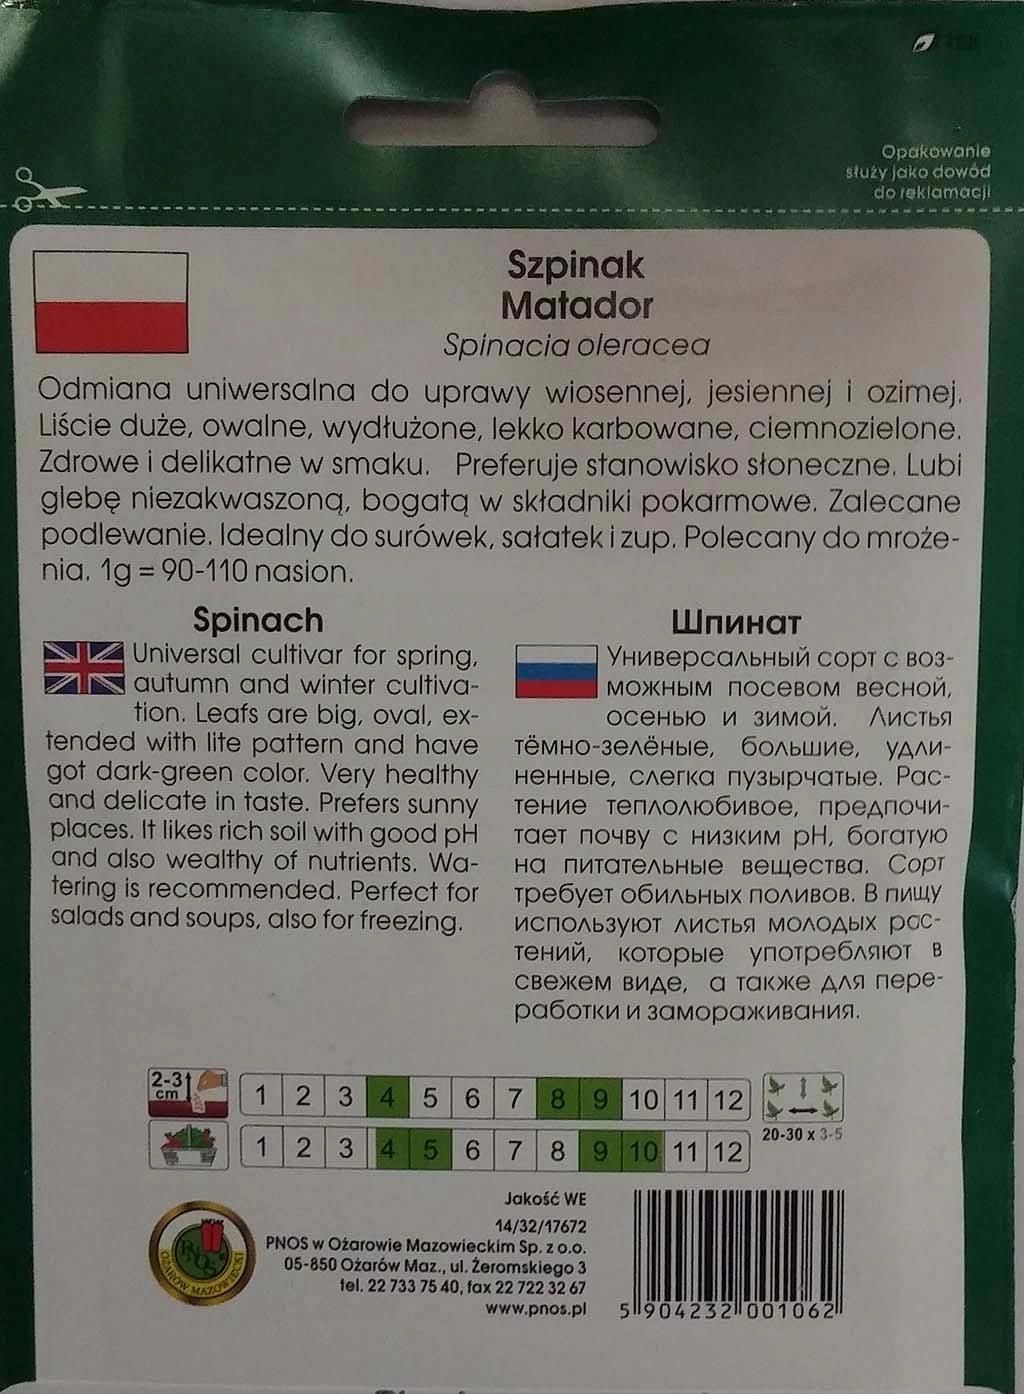 Opakowanie
służy jako dowód
do reklamacji
Szpinak
Matador
Spinacia oleracea
Odmiana uniwersalna do uprawy wiosennej, jesiennej i ozimej.
Liście duże, owalne, wydłużone, lekko karbowane, ciemnozielone.
Zdrowe i delikatne w smaku. Preferuje stanowisko słoneczne. Lubi
glebę niezakwaszoną, bogatą w składniki pokarmowe. Zalecane
podlewanie. Idealny do surówek, sałatek i zup. Polecany do mroże-
nia. 1g = 90-110 nasion.
Spinach
Universal cultivar for spring,
autumn and winter cultiva-
tion. Leafs are big, oval, ex-
tended with lite pattern and have
got dark-green color. Very healthy
and delicate in taste. Prefers sunny
places. It likes rich soil with good pH
and also wealthy of nutrients. Wa-
tering is recommended. Perfect for
salads and soups, also for freezing.
Шпинат
Универсальный сорт с воз-
можным посевом весной,
осенью и зимой. Листья
тёмно-зелёные, большие, удли-
ненные, слегка пузырчатые. Рас-
тение теплолюбивое, предпочи-
тает почву с низким pH, богатую
на питательные вещества. Сорт
требует обильных поливов. В пищу
используют листья молодых рас-
тений, которые употребляют в
свежем виде, а также для пере-
работки и замораживания.
2-3 cm 1 2 3 4 5 6 7 8 9 10 11 12
20-30 x 3-5
1 2 3 4 5 6 7 8 9 10 11 12
Jakość WE
14/32/17672
PNOS w Ożarowie Mazowieckim Sp. z o.o.
05-850 Ożarów Maz., ul. Żeromskiego 3
tel. 22 733 75 40, fax 22 722 32 67
www.pnos.pl
PNOS
OŻARÓW MAZOWIECKI
5 904232 001062